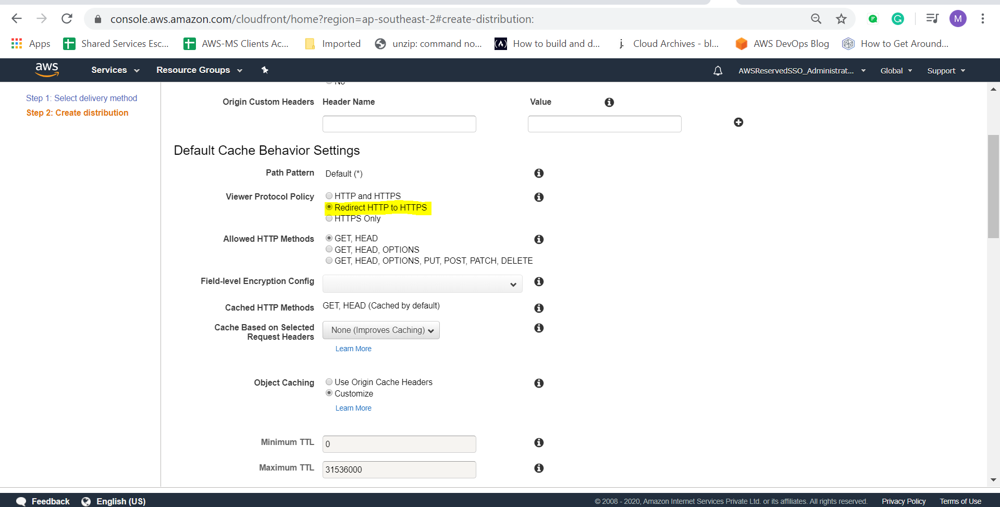 console.aws.amazon.com/cloudfront/home?region=ap-southeast-2#create-distribution:
M
Apps
Shared Services Esc...
AWS-MS Clients Ac...
Imported
unzip: command no...
How to build and d...
j. Cloud Archives - bl...
AWS DevOps Blog
How to Get Around...
aws
Services
Resource Groups
AWSReservedSSO_Administrat...
Global
Support
Step 1: Select delivery method
Step 2: Create distribution
No
Origin Custom Headers
Header Name
Value
Default Cache Behavior Settings
Path Pattern
Default (*)
Viewer Protocol Policy
HTTP and HTTPS
Redirect HTTP to HTTPS
HTTPS Only
Allowed HTTP Methods
GET, HEAD
GET, HEAD, OPTIONS
GET, HEAD, OPTIONS, PUT, POST, PATCH, DELETE
Field-level Encryption Config
Cached HTTP Methods
GET, HEAD (Cached by default)
Cache Based on Selected
Request Headers
None (Improves Caching)
Learn More
Object Caching
Use Origin Cache Headers
Customize
Learn More
Minimum TTL
0
Maximum TTL
31536000
Feedback
English (US)
© 2008 - 2020, Amazon Internet Services Private Ltd. or its affiliates. All rights reserved.
Privacy Policy
Terms of Use